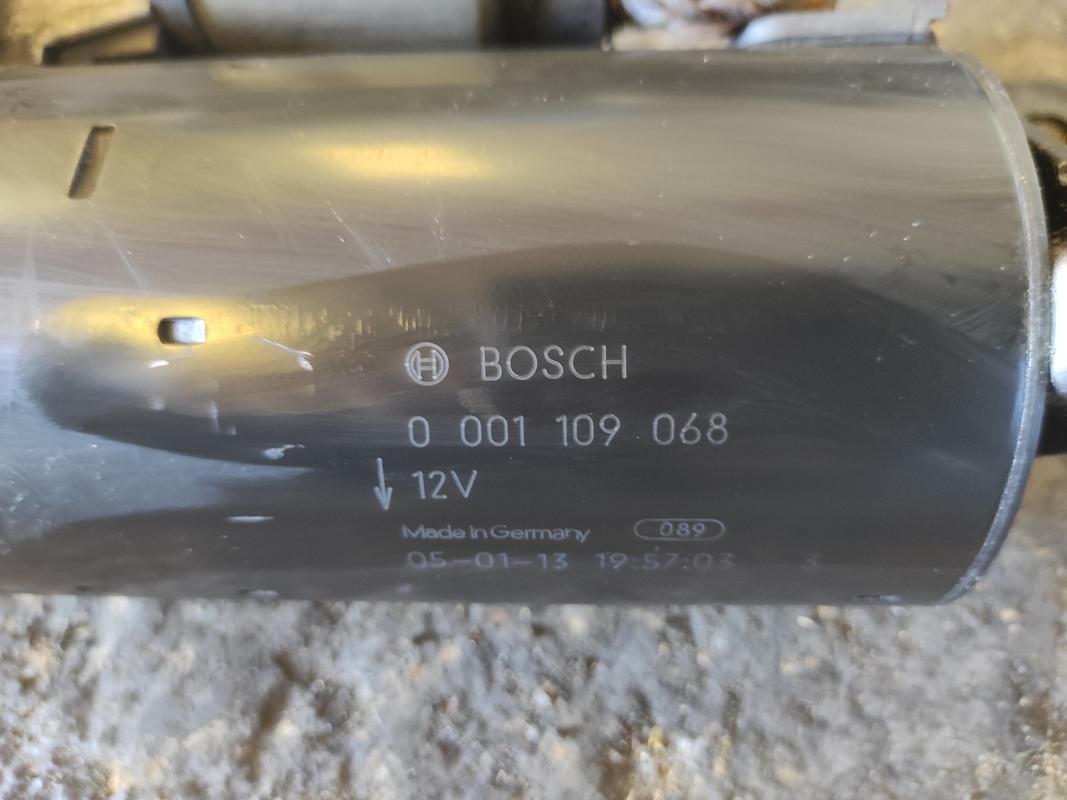 BOSCH
0 001 109 068
12V
Made in Germany 089
05-01-13 19:57:03 3